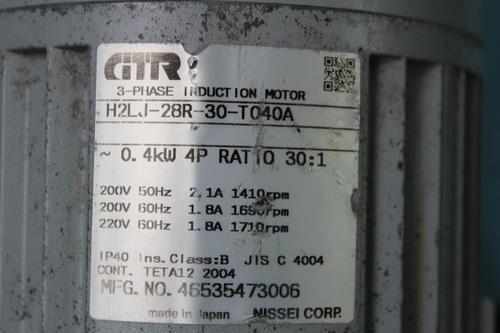 GTR
3-PHASE INDUCTION MOTOR
H2LJ-28R-30-T040A
~ 0.4kW 4P RATIO 30:1
200V 50Hz 2.1A 1410rpm
200V 60Hz 1.8A 1690rpm
220V 60Hz 1.8A 1710rpm
IP40 Ins.Class:B JIS C 4004
CONT. TETA12 2004
MFG. NO. 46535473006
made in Japan NISSEI CORP.